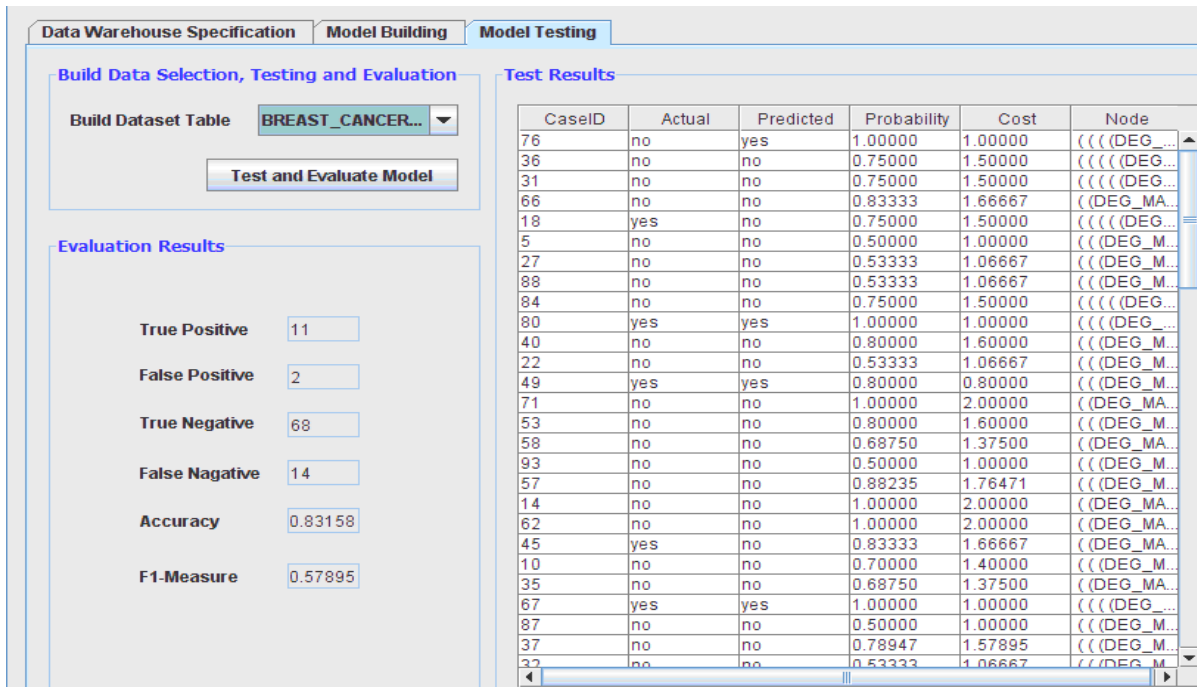 Data Warehouse Specification Model Building Model Testing
Build Data Selection, Testing and Evaluation
Build Dataset Table BREAST_CANCER...
Test and Evaluate Model
Evaluation Results
True Positive 11
False Positive 2
True Negative 68
False Nagative 14
Accuracy 0.83158
F1-Measure 0.57895
Test Results
CaseID Actual Predicted Probability Cost Node
76 no yes 1.00000 1.00000 ( ( ( (DEG_...
36 no no 0.75000 1.50000 ( ( ( ( (DEG...
31 no no 0.75000 1.50000 ( ( ( ( (DEG...
66 no no 0.83333 1.66667 ( (DEG_MA...
18 yes no 0.75000 1.50000 ( ( ( ( (DEG...
5 no no 0.50000 1.00000 ( ( (DEG_M...
27 no no 0.53333 1.06667 ( ( (DEG_M...
88 no no 0.53333 1.06667 ( ( (DEG_M...
84 no no 0.75000 1.50000 ( ( ( ( (DEG...
80 yes yes 1.00000 1.00000 ( ( ( (DEG_...
40 no no 0.80000 1.60000 ( ( (DEG_M...
22 no no 0.53333 1.06667 ( ( (DEG_M...
49 yes yes 0.80000 0.80000 ( ( (DEG_M...
71 no no 1.00000 2.00000 ( (DEG_MA...
53 no no 0.80000 1.60000 ( ( (DEG_M...
58 no no 0.68750 1.37500 ( (DEG_MA...
93 no no 0.50000 1.00000 ( ( (DEG_M...
57 no no 0.88235 1.76471 ( ( (DEG_M...
14 no no 1.00000 2.00000 ( (DEG_MA...
62 no no 1.00000 2.00000 ( (DEG_MA...
45 yes no 0.83333 1.66667 ( (DEG_MA...
10 no no 0.70000 1.40000 ( ( (DEG_M...
35 no no 0.68750 1.37500 ( (DEG_MA...
67 yes yes 1.00000 1.00000 ( ( ( (DEG_...
87 no no 0.50000 1.00000 ( ( (DEG_M...
37 no no 0.78947 1.57895 ( ( (DEG_M...
32 no no 0.53333 1.06667 ( ( (DEG_M...